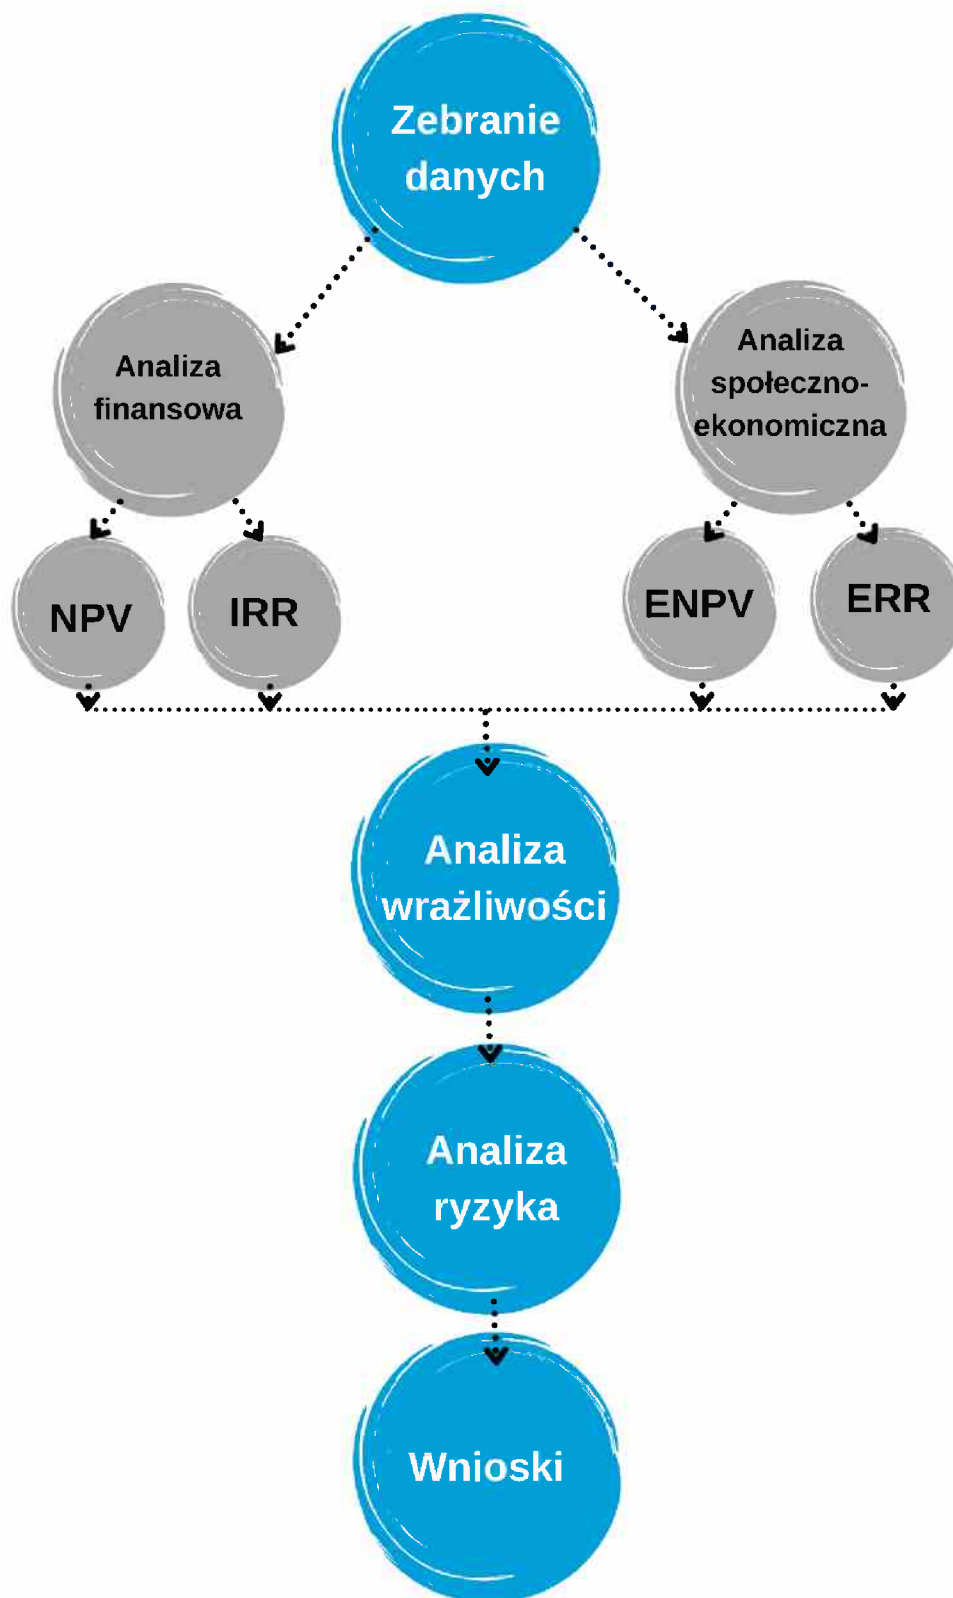 Zebranie
danych
Analiza
finansowa
Analiza
społeczno-
ekonomiczna
NPV
IRR
ENPV
ERR
Analiza
wrażliwości
Analiza
ryzyka
Wnioski